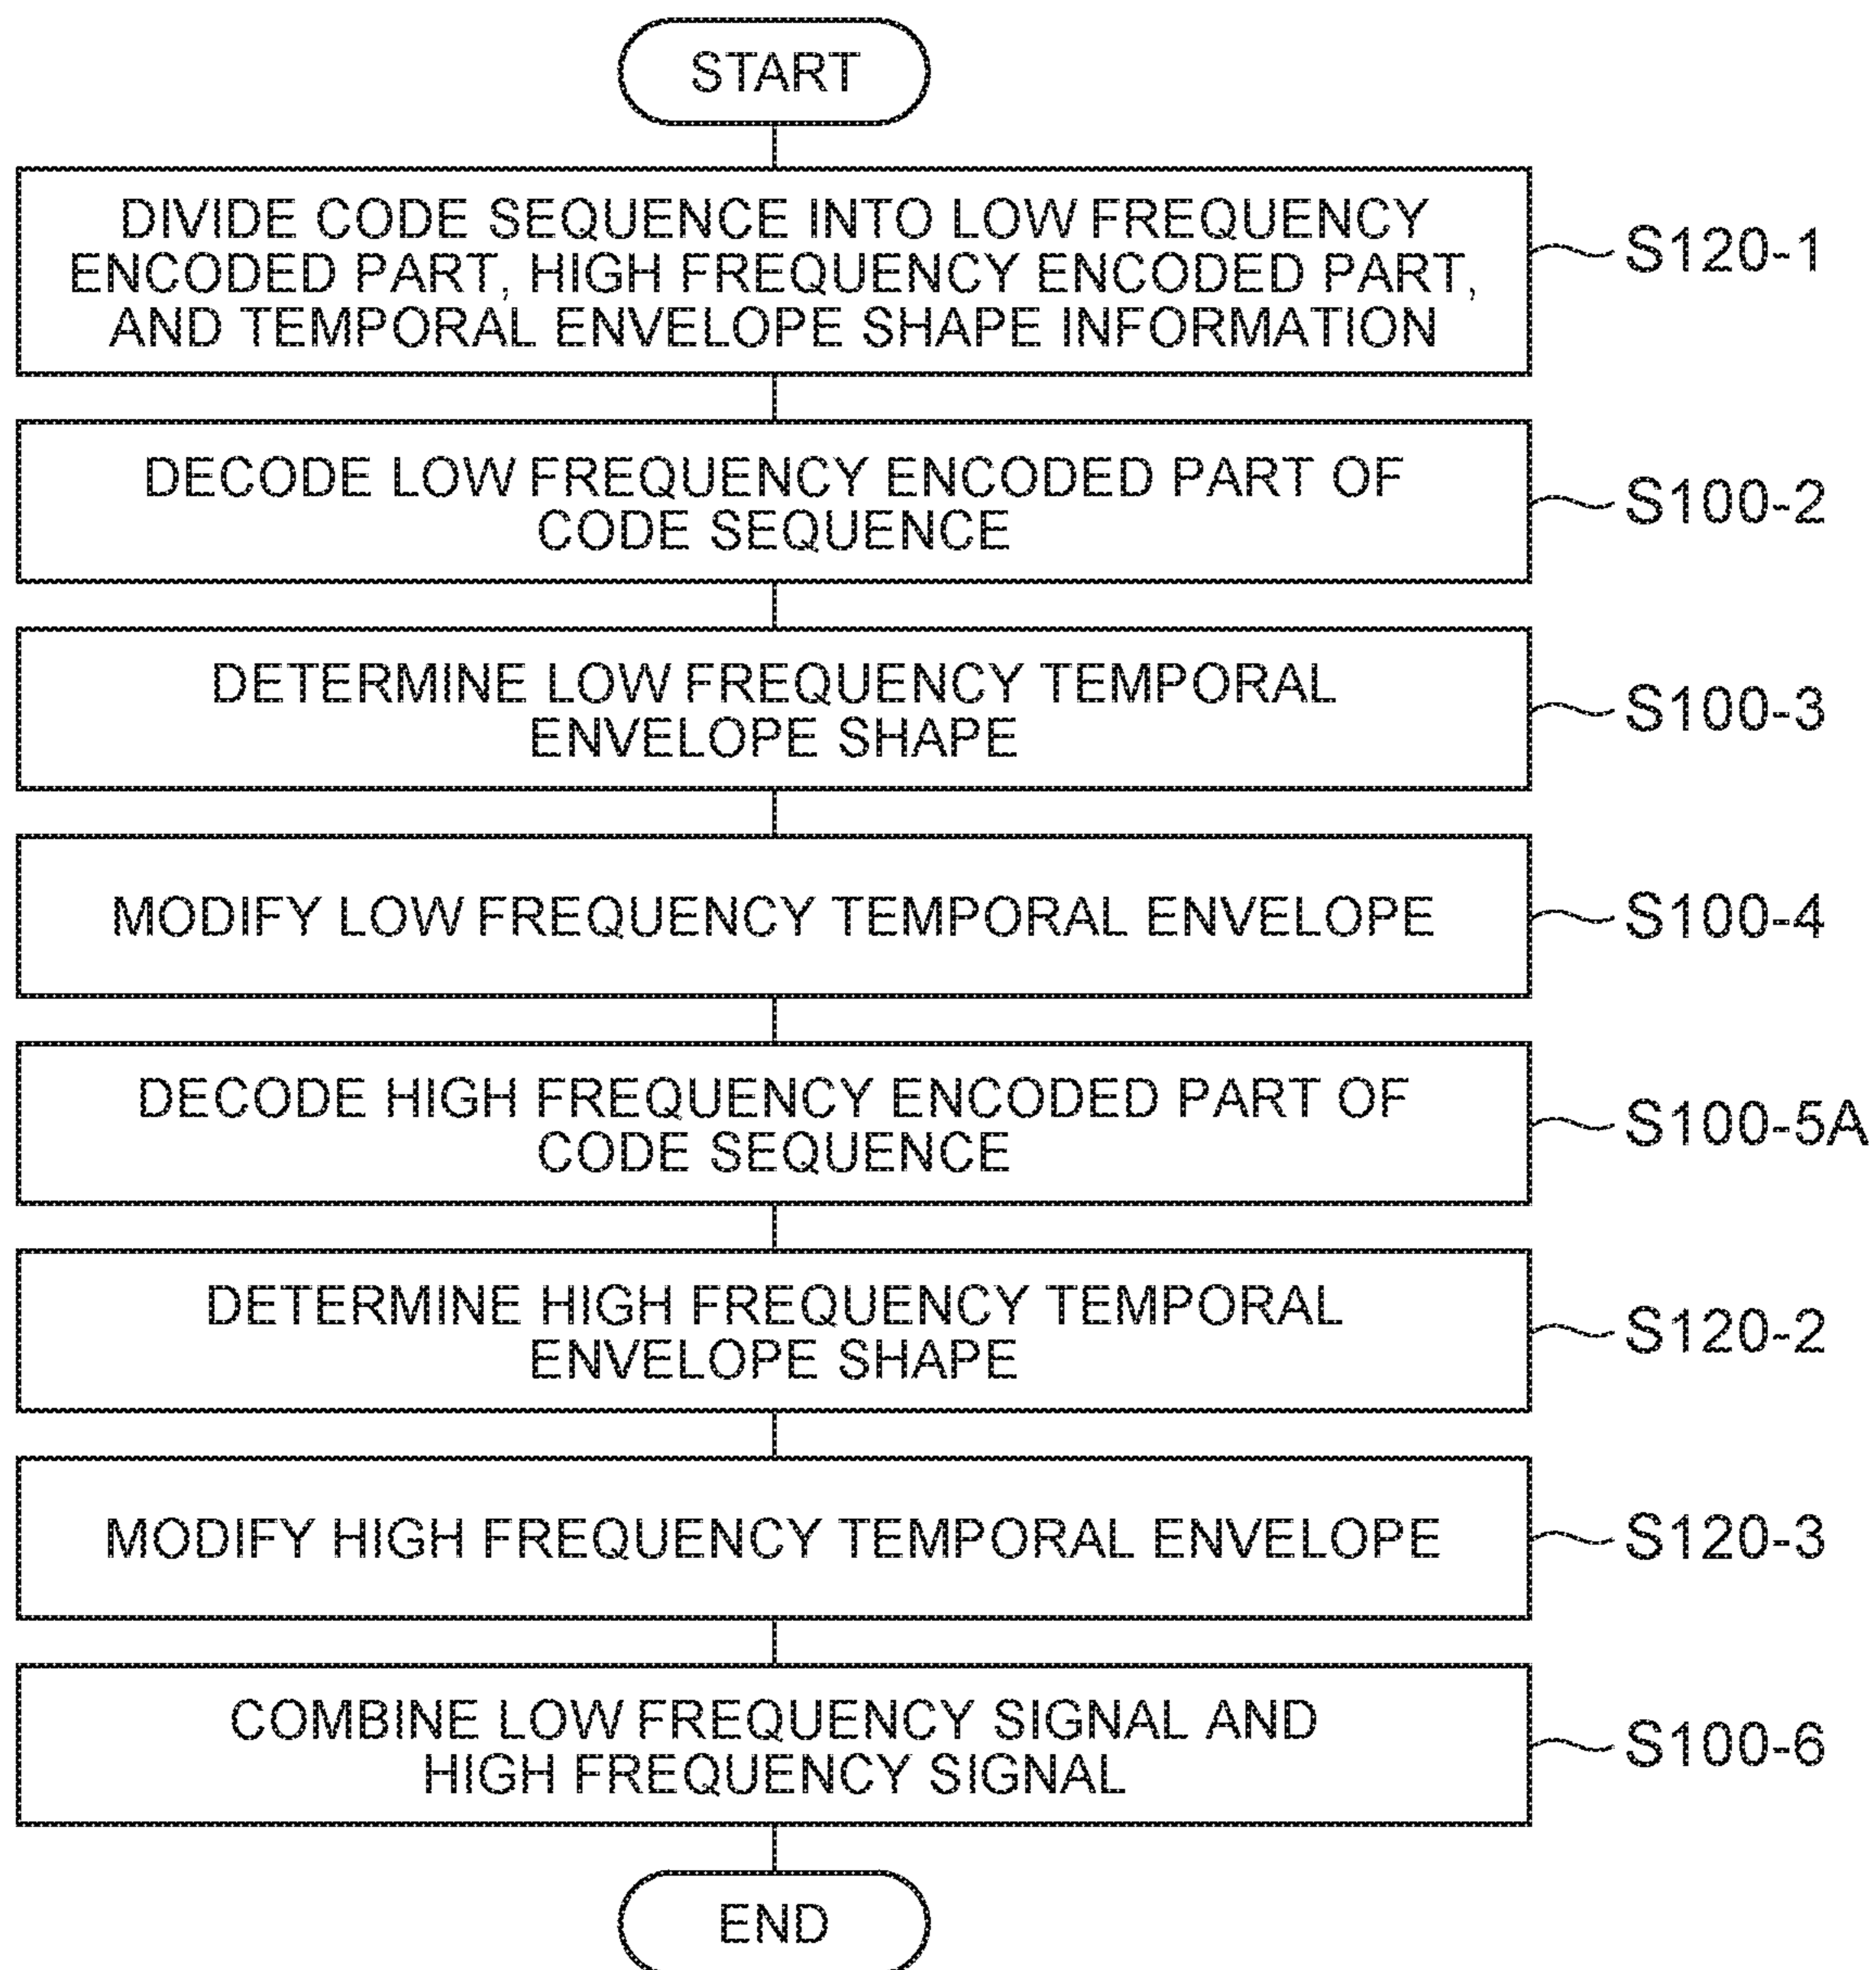 START
DIVIDE CODE SEQUENCE INTO LOW FREQUENCY
ENCODED PART, HIGH FREQUENCY ENCODED PART,
AND TEMPORAL ENVELOPE SHAPE INFORMATION
S120-1
DECODE LOW FREQUENCY ENCODED PART OF
CODE SEQUENCE
S100-2
DETERMINE LOW FREQUENCY TEMPORAL
ENVELOPE SHAPE
S100-3
MODIFY LOW FREQUENCY TEMPORAL ENVELOPE
S100-4
DECODE HIGH FREQUENCY ENCODED PART OF
CODE SEQUENCE
S100-5A
DETERMINE HIGH FREQUENCY TEMPORAL
ENVELOPE SHAPE
S120-2
MODIFY HIGH FREQUENCY TEMPORAL ENVELOPE
S120-3
COMBINE LOW FREQUENCY SIGNAL AND
HIGH FREQUENCY SIGNAL
S100-6
END